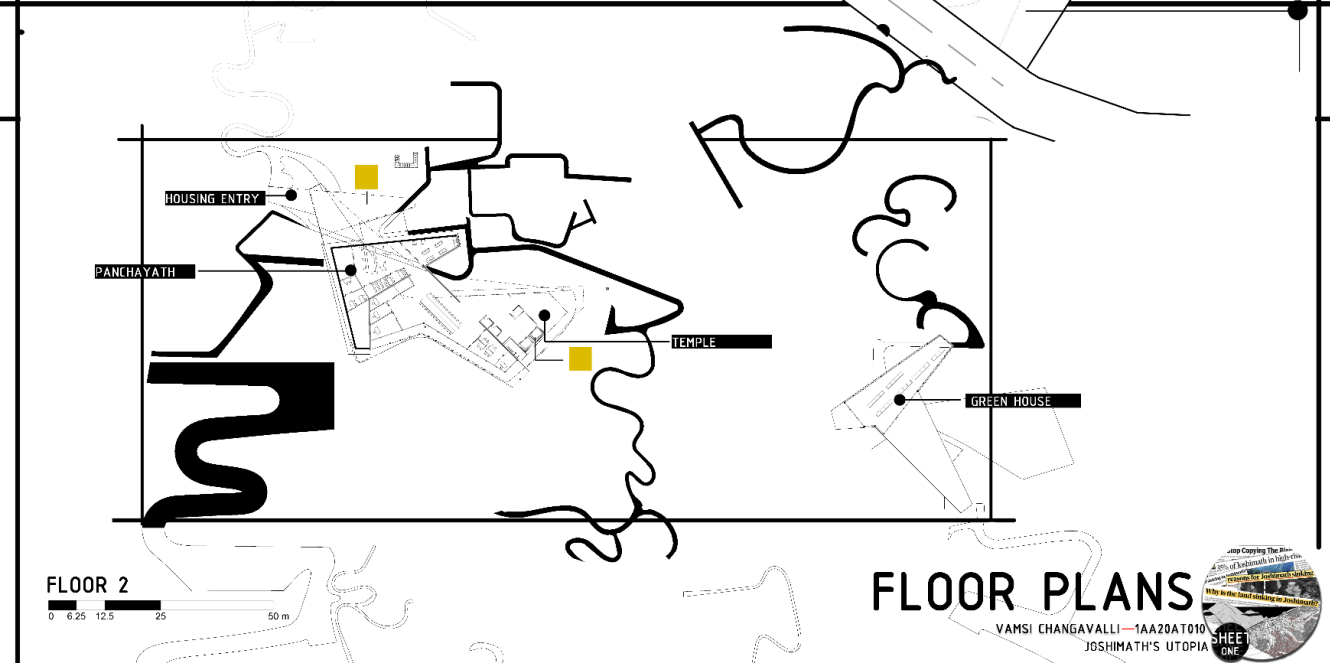 HOUSING ENTRY
PANCHAYATH
TEMPLE
GREEN HOUSE
FLOOR 2
0 6.25 12.5 25 50 m
FLOOR PLANS
VAMSI CHANGAVALLI—1AA20AT010
JOSHIMATH'S UTOPIA
Stop Copying The
of Joshimath in high-risk
reasons for Joshimath sinking
Why is the land sinking in Joshimath?
SHEET
ONE